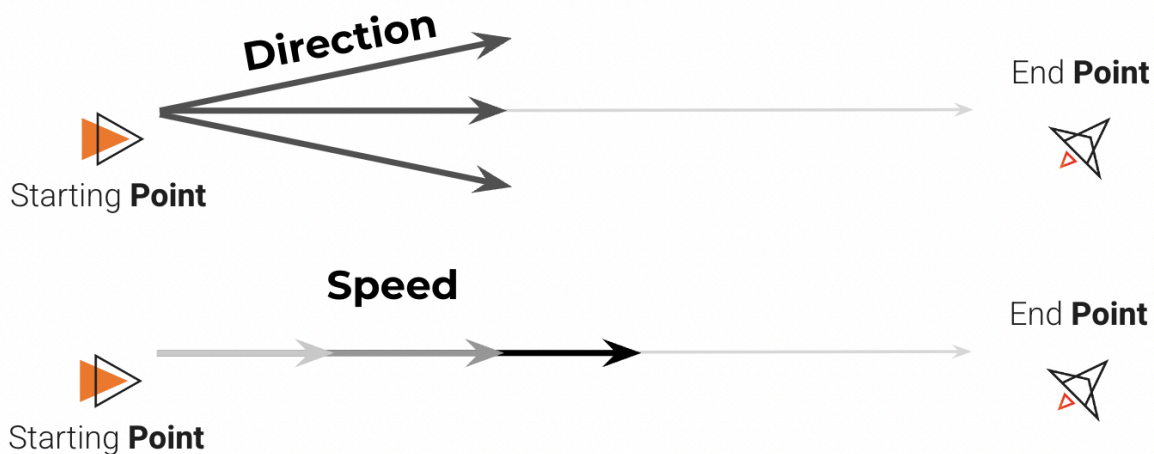 Direction
End Point
Starting Point
Speed
End Point
Starting Point